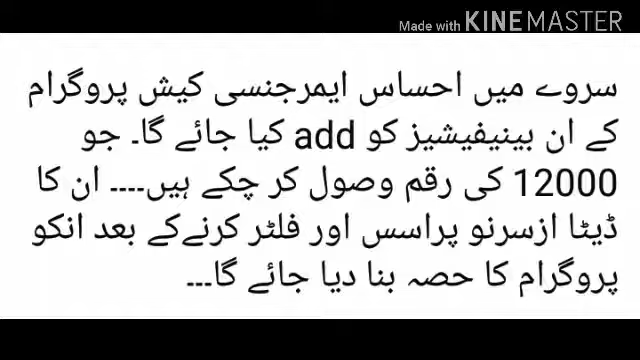 Made with KINEMASTER
سروے میں احساس ایمرجنسی کیش پروگرام
کے ان بینیفیشیز کو add کیا جائے گا۔ جو
12000 کی رقم وصول کر چکے ہیں۔۔۔۔ ان کا
ڈیٹا ازسرنو پراسس اور فلٹر کرنےکے بعد انکو
پروگرام کا حصہ بنا دیا جائے گا۔۔۔